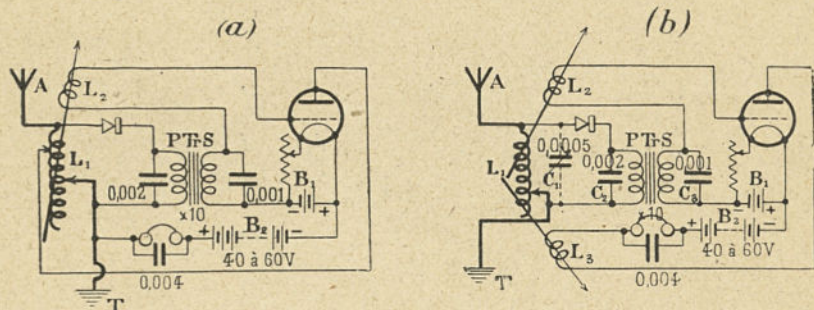 (a)
A
L₂
L₁
PTrS
0,002
0,001
B₁
x10
- +
+ B₂ -
40 à 60V
0,004
T
(b)
A
L₂
0,0005
PTrS
0,002
0,001
L₁
C₁
C₂
C₃
B₁
x10
- +
+ B₂ -
40 à 60V
L₃
0,004
T